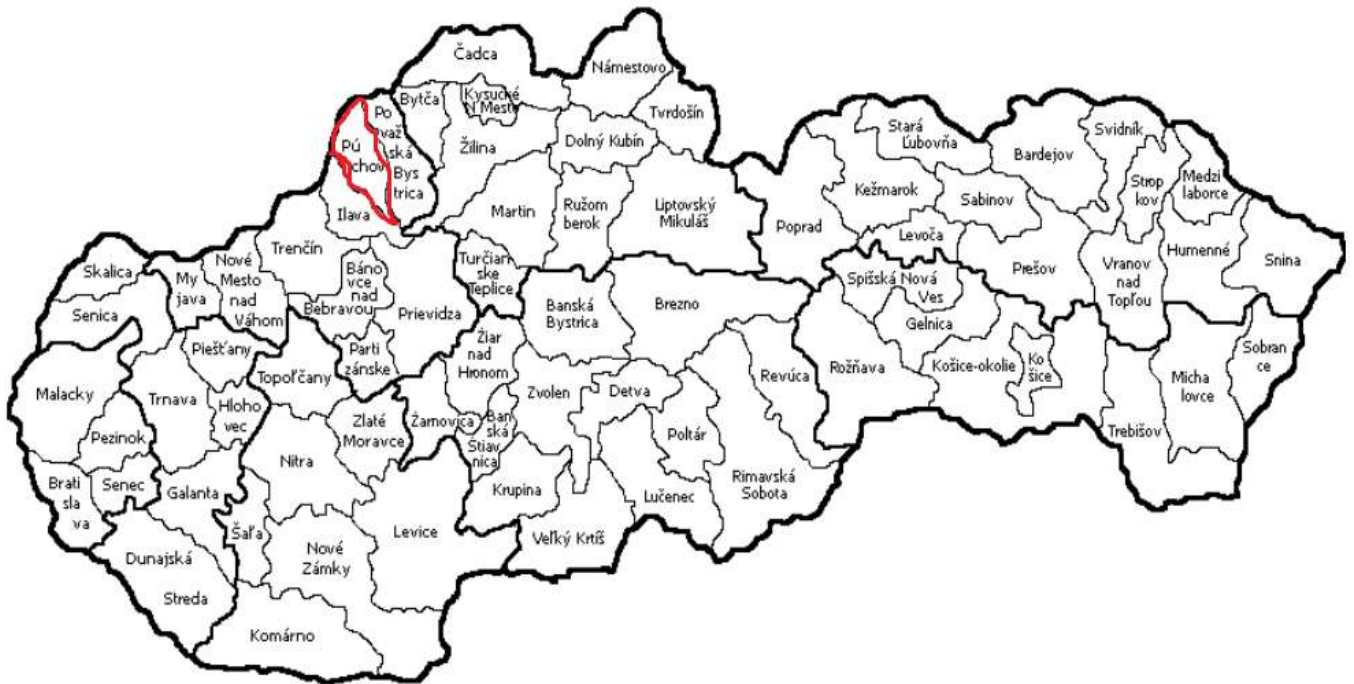 Čadca
Námestovo
Bytča
Kysucké
N Mesto
Tvrdošín
Po
važ
ská
Bys
trica
Pú
chov
Žilina
Dolný Kubín
Stará
Ľubovňa
Svidník
Bardejov
Medzi
laborce
Strop
kov
Kežmarok
Sabinov
Ilava
Martin
Ružom
berok
Liptovský
Mikuláš
Poprad
Levoča
Prešov
Humenné
Snina
Vranov
nad
Topľou
Trenčín
Skalica
Senica
My
java
Nové
Mesto
nad
Váhom
Báno
vce
nad
Bebravou
Prievidza
Turčian
ske
Teplice
Banská
Bystrica
Brezno
Spišská Nová
Ves
Gelnica
Piešťany
Parti
zánske
Žiar
nad
Hronom
Malacky
Trnava
Topoľčany
Hloho
vec
Zvolen
Detva
Revúca
Rožňava
Košice-okolie
Ko
šice
Sobran
ce
Micha
lovce
Trebišov
Pezinok
Zlaté
Moravce
Žarnovica
Ban
ská
Štiav
nica
Poltár
Brati
sla
va
Senec
Galanta
Nitra
Krupina
Lučenec
Rimavská
Sobota
Šaľa
Levice
Veľký Krtíš
Dunajská
Streda
Nové
Zámky
Komárno